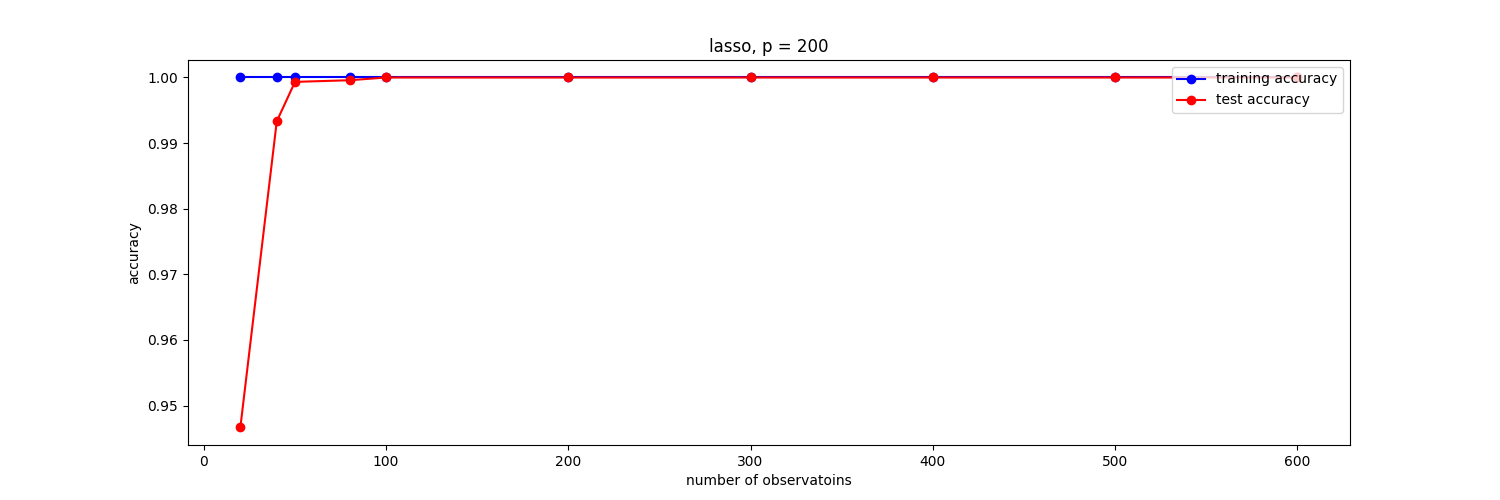 lasso, p = 200
1.00
0.99
0.98
0.97
0.96
0.95
accuracy
training accuracy
test accuracy
0 100 200 300 400 500 600
number of observatoins